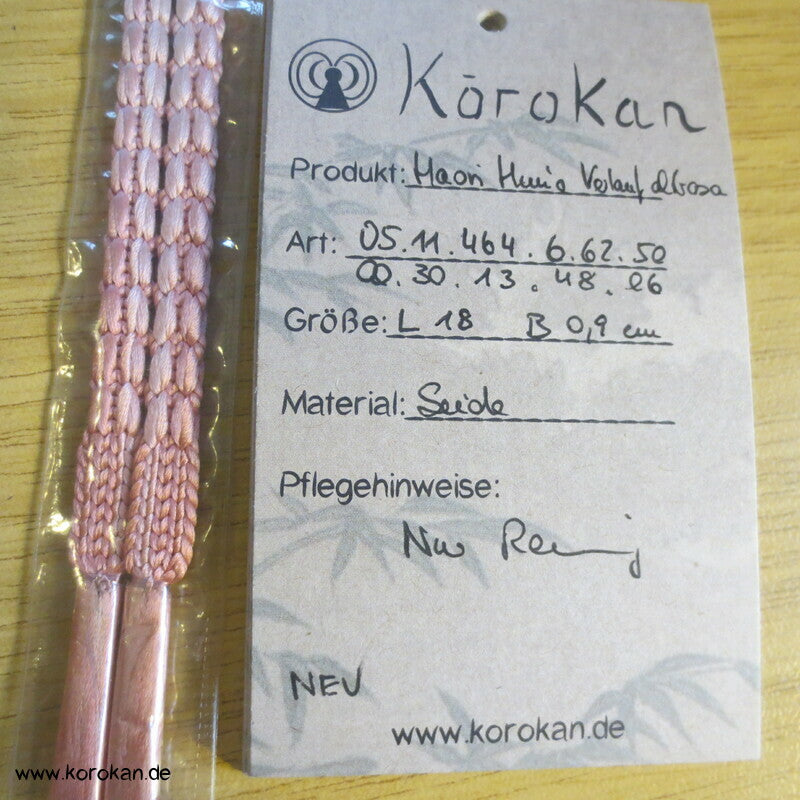 Kōrokan
Produkt: Haori Himo Verlauf altrosa
Art: 05.11.464.6.62.50
00.30.13.48.26
Größe: L 18 B 0,9 cm
Material: Seide
Pflegehinweise:
Nur
NEU
www.korokan.de
www.korokan.de